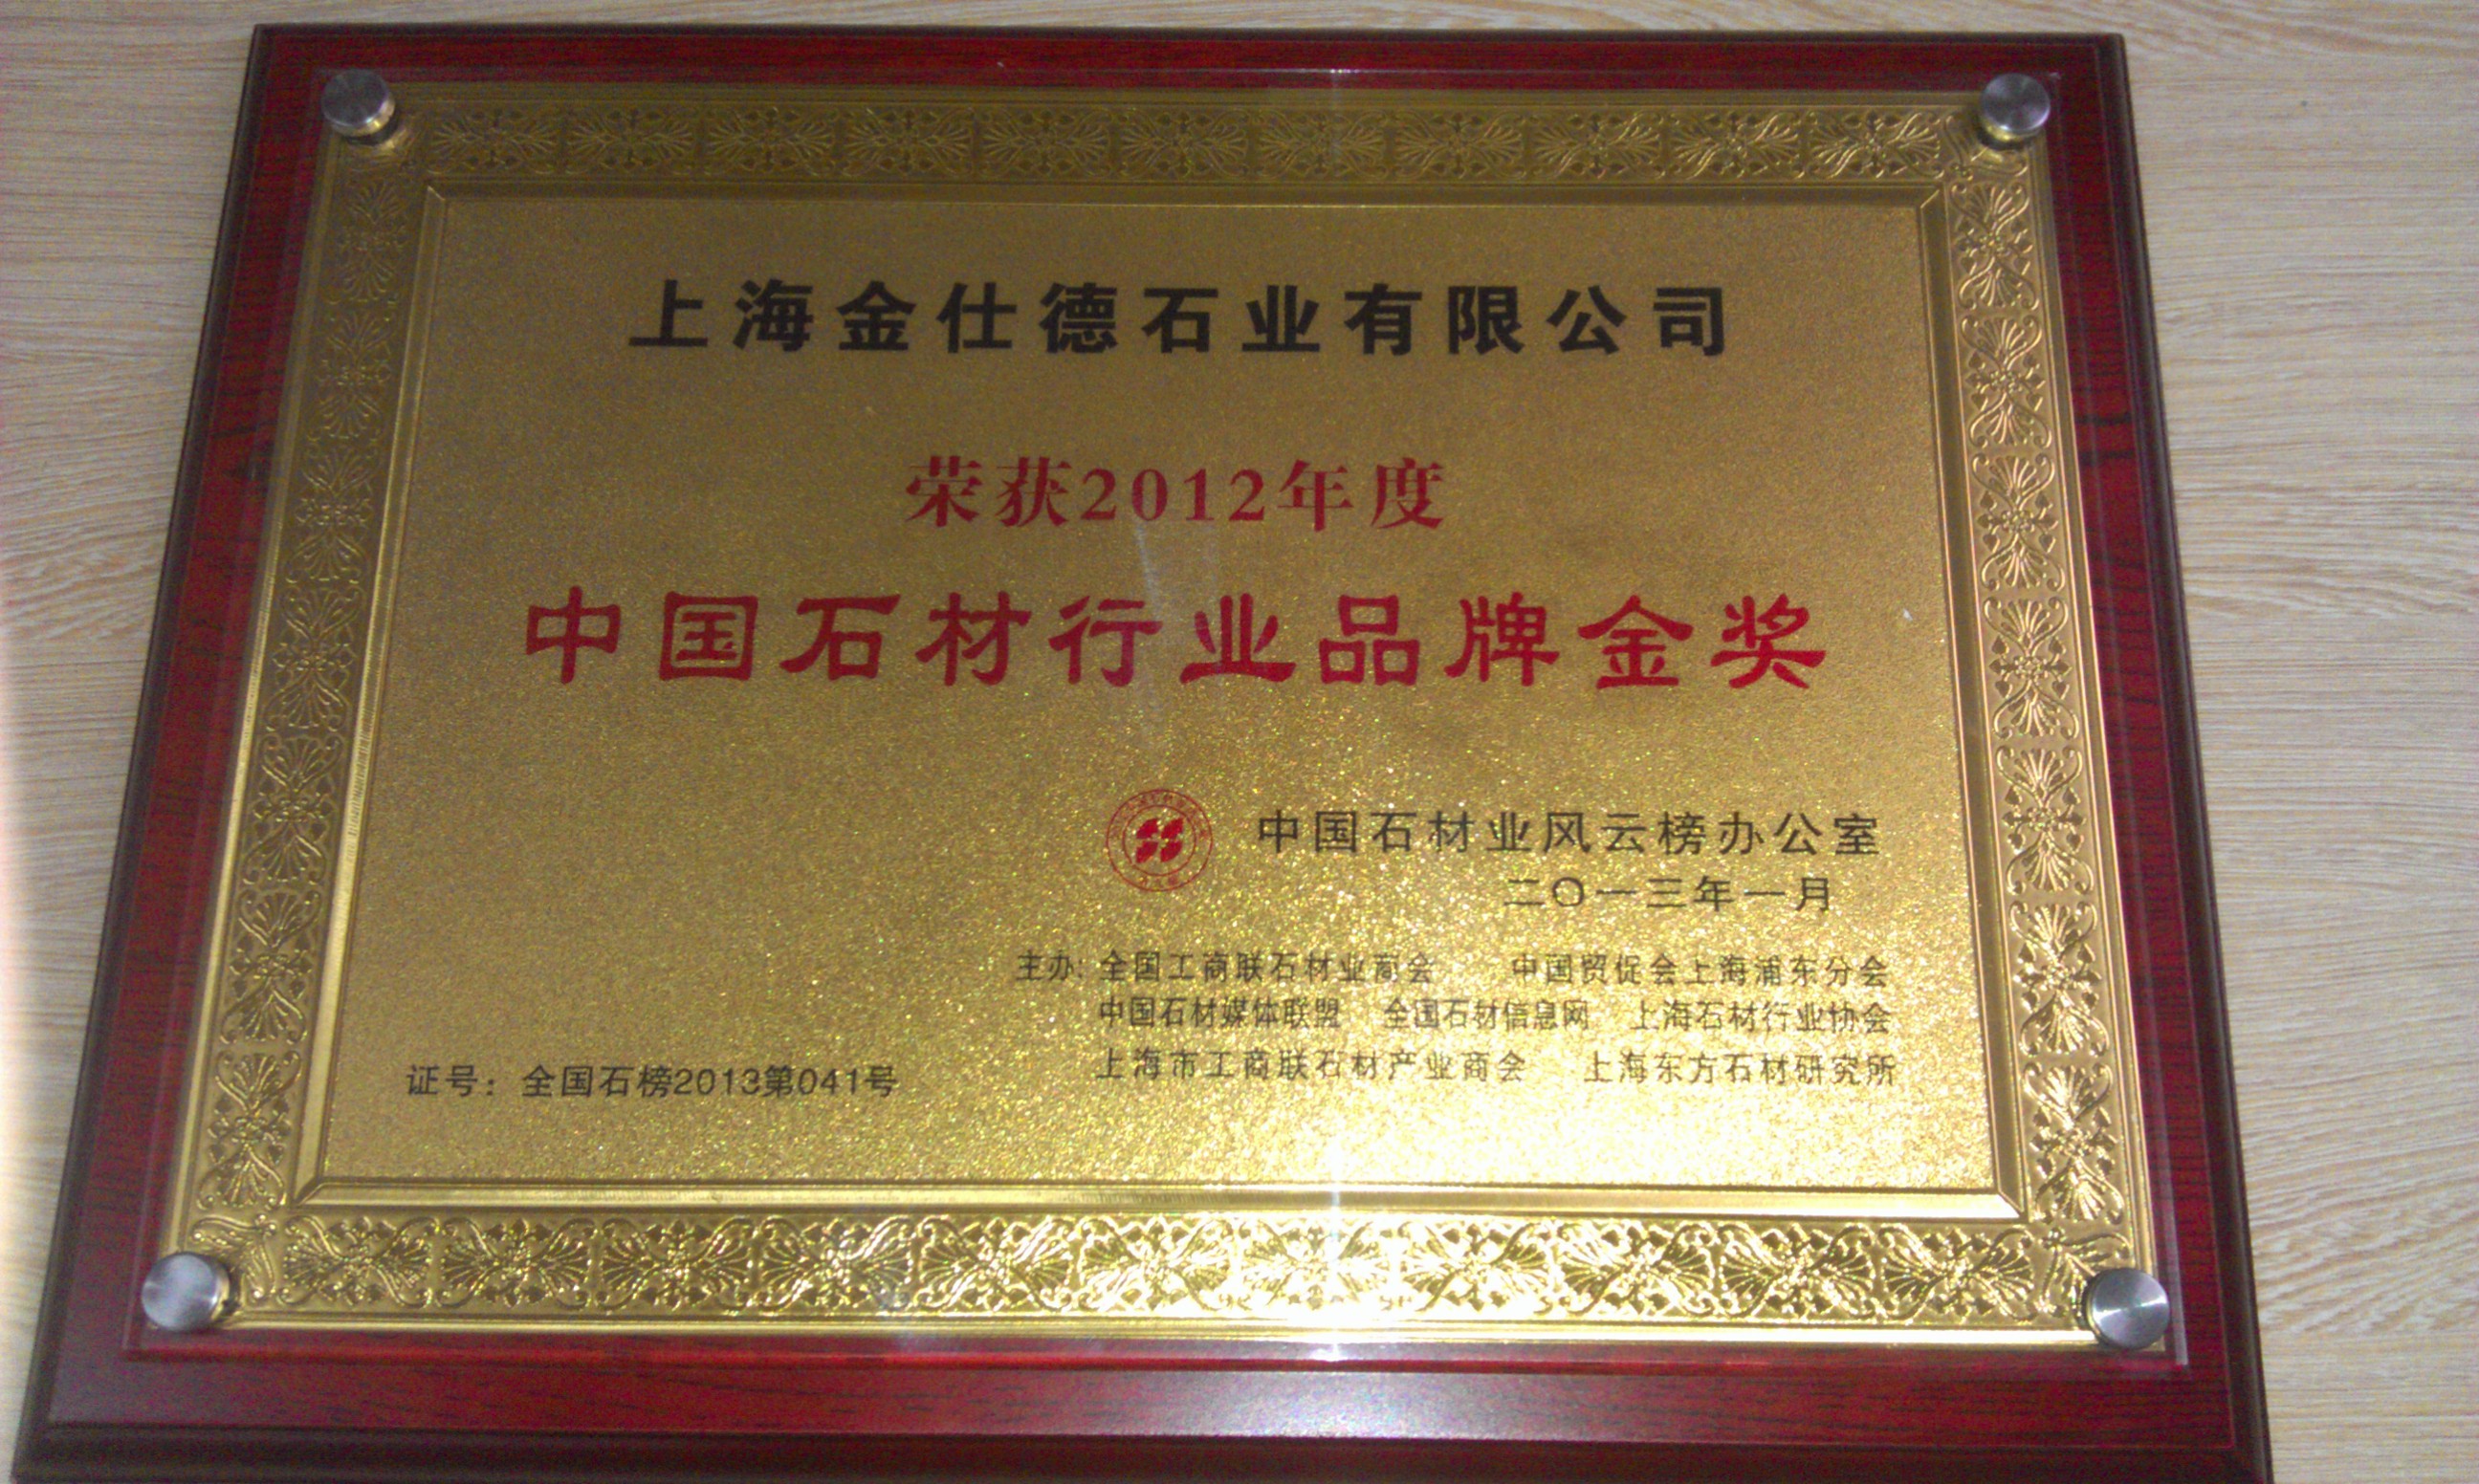 上海金仕德石业有限公司
荣获2012年度
中国石材行业品牌金奖
中国石材业风云榜办公室
二〇一三年一月
主办: 全国工商联石材业商会 中国贸促会上海浦东分会
中国石材媒体联盟 全国石材信息网 上海石材行业协会
上海市工商联石材产业商会 上海东方石材研究所
证号：全国石榜2013第041号